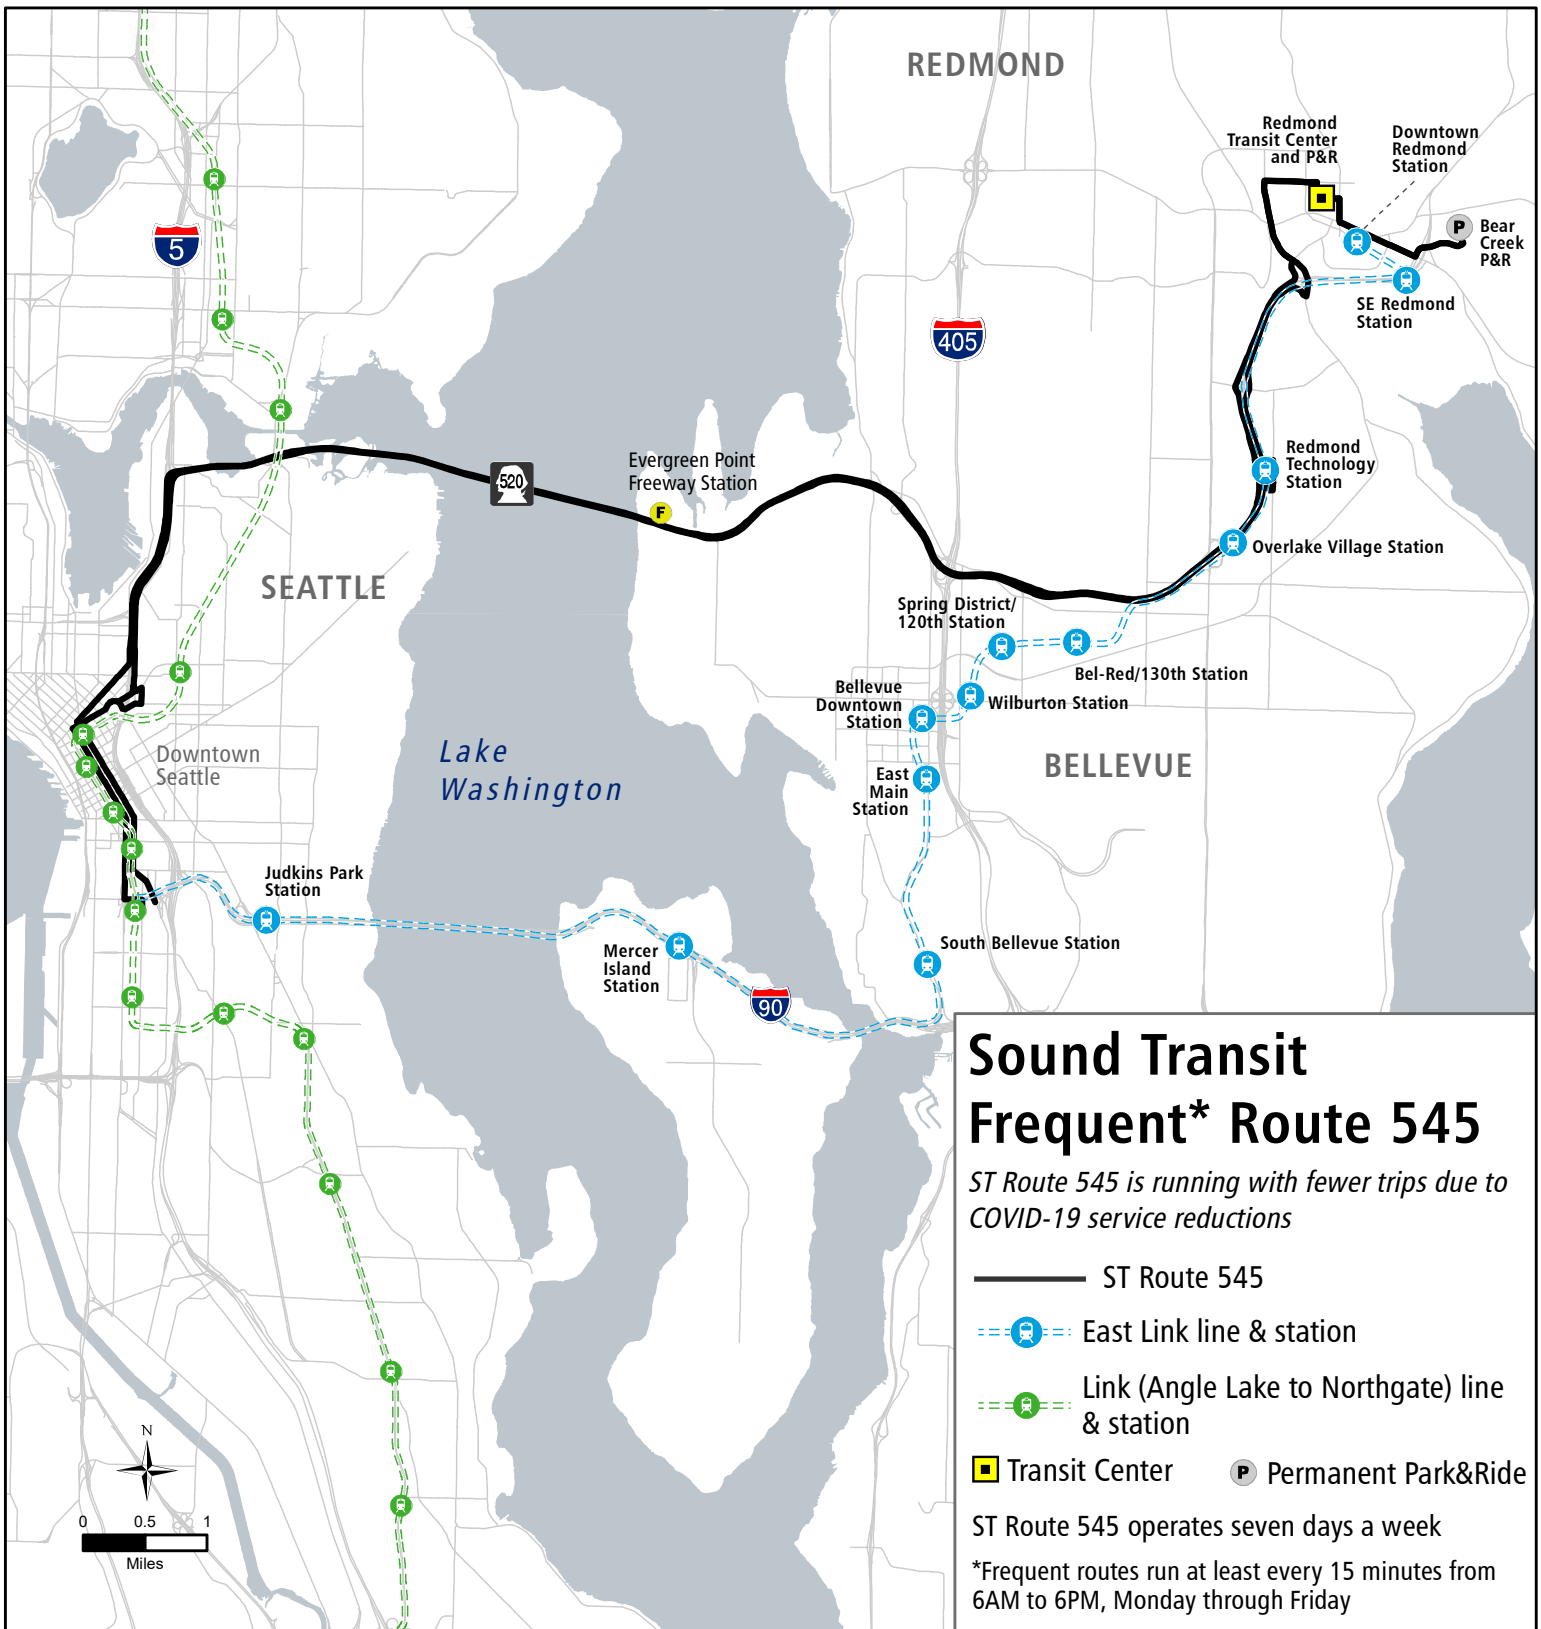 REDMOND
Redmond
Transit Center
and P&R
Downtown
Redmond
Station
P
Bear
Creek
P&R
5
SE Redmond
Station
405
Redmond
Technology
Station
Evergreen Point
Freeway Station
520
F
Overlake Village Station
SEATTLE
Spring District/
120th Station
Bel-Red/130th Station
Bellevue
Downtown
Station
Wilburton Station
Downtown
Seattle
Lake
Washington
BELLEVUE
East
Main
Station
Judkins Park
Station
South Bellevue Station
Mercer
Island
Station
90
Sound Transit
Frequent* Route 545
ST Route 545 is running with fewer trips due to
COVID-19 service reductions
ST Route 545
East Link line & station
Link (Angle Lake to Northgate) line
& station
Transit Center
P Permanent Park&Ride
ST Route 545 operates seven days a week
*Frequent routes run at least every 15 minutes from
6AM to 6PM, Monday through Friday
N
0 0.5 1
Miles